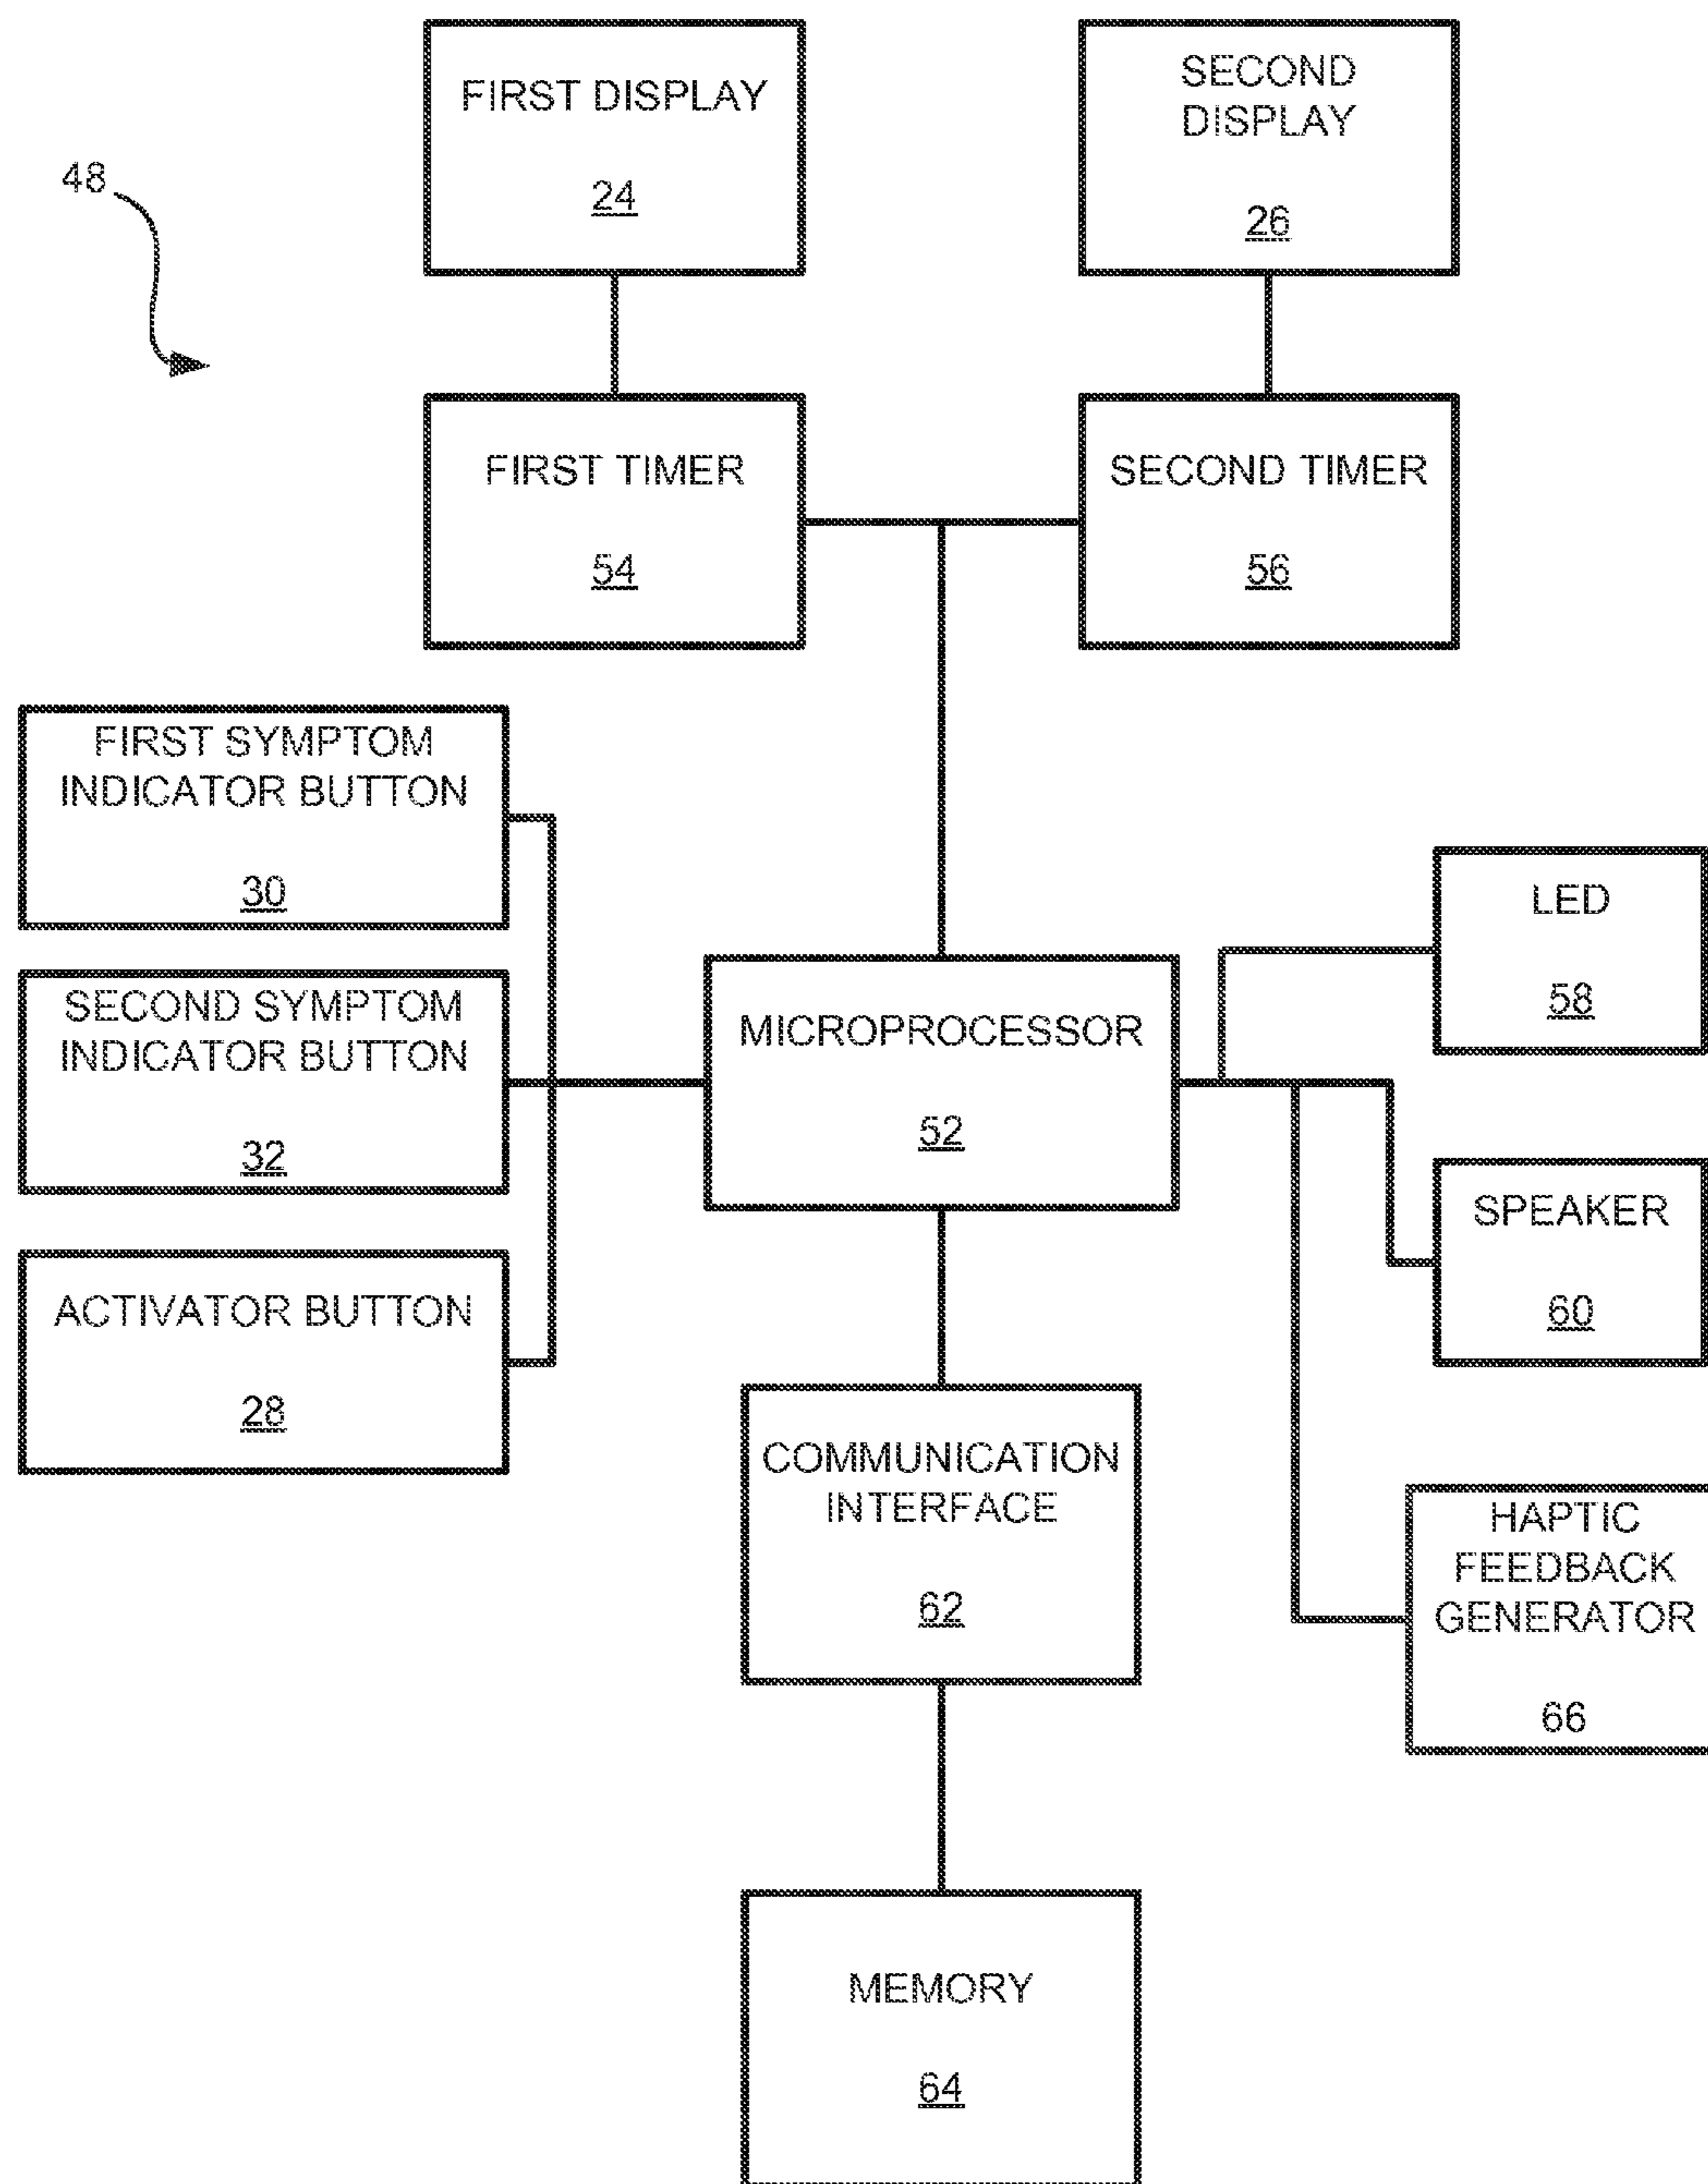 FIRST DISPLAY
24
SECOND
DISPLAY
26
48
FIRST TIMER
54
SECOND TIMER
56
FIRST SYMPTOM
INDICATOR BUTTON
30
SECOND SYMPTOM
INDICATOR BUTTON
32
ACTIVATOR BUTTON
28
MICROPROCESSOR
52
LED
58
SPEAKER
60
HAPTIC
FEEDBACK
GENERATOR
66
COMMUNICATION
INTERFACE
62
MEMORY
64